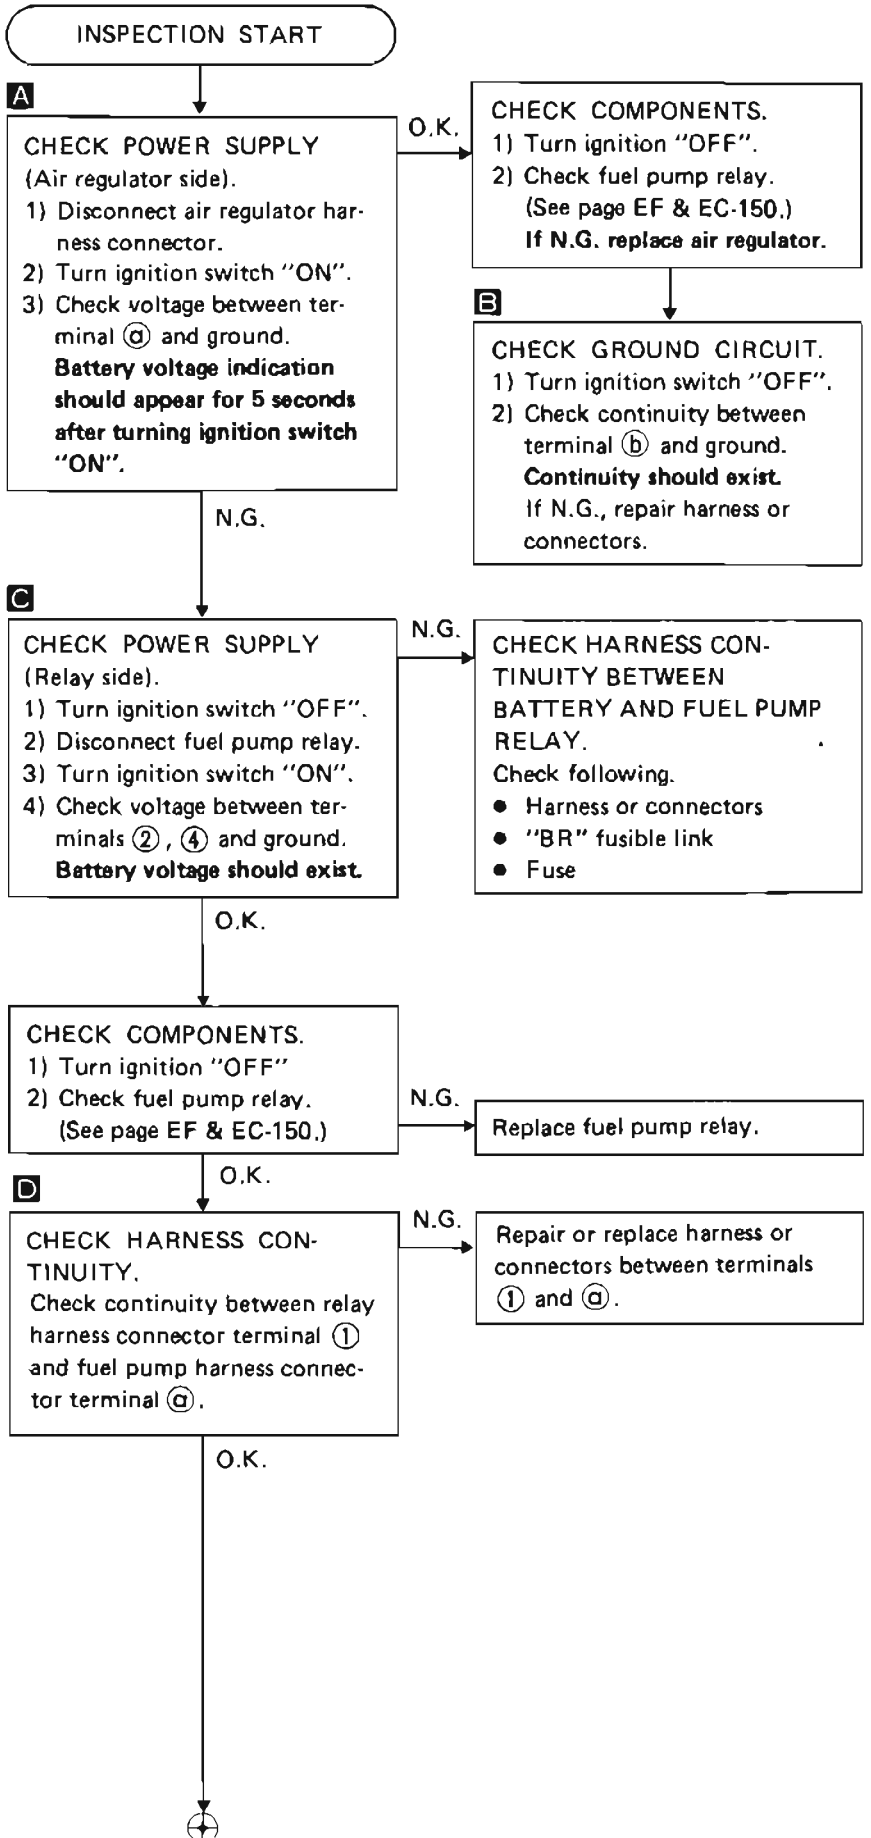 INSPECTION START
A
CHECK POWER SUPPLY
(Air regulator side).
1) Disconnect air regulator har-
ness connector.
2) Turn ignition switch "ON".
3) Check voltage between ter-
minal ⓐ and ground.
Battery voltage indication
should appear for 5 seconds
after turning ignition switch
"ON".
O.K.
CHECK COMPONENTS.
1) Turn ignition "OFF".
2) Check fuel pump relay.
(See page EF & EC-150.)
If N.G. replace air regulator.
B
CHECK GROUND CIRCUIT.
1) Turn ignition switch "OFF".
2) Check continuity between
terminal ⓑ and ground.
Continuity should exist.
If N.G., repair harness or
connectors.
N.G.
C
CHECK POWER SUPPLY
(Relay side).
1) Turn ignition switch "OFF".
2) Disconnect fuel pump relay.
3) Turn ignition switch "ON".
4) Check voltage between ter-
minals ②, ④ and ground.
Battery voltage should exist.
N.G.
CHECK HARNESS CON-
TINUITY BETWEEN
BATTERY AND FUEL PUMP
RELAY.
Check following.
● Harness or connectors
● "BR" fusible link
● Fuse
O.K.
CHECK COMPONENTS.
1) Turn ignition "OFF"
2) Check fuel pump relay.
(See page EF & EC-150.)
N.G.
Replace fuel pump relay.
O.K.
D
CHECK HARNESS CON-
TINUITY.
Check continuity between relay
harness connector terminal ①
and fuel pump harness connec-
tor terminal ⓐ.
N.G.
Repair or replace harness or
connectors between terminals
① and ⓐ.
O.K.